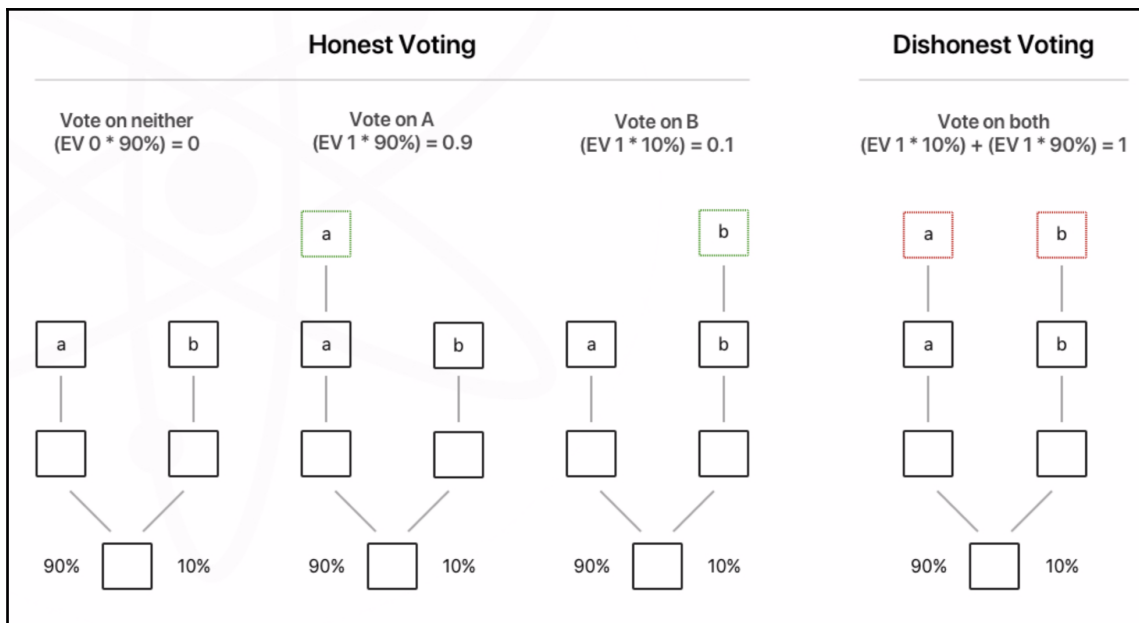 Honest Voting
Dishonest Voting
Vote on neither
(EV 0 * 90%) = 0
Vote on A
(EV 1 * 90%) = 0.9
Vote on B
(EV 1 * 10%) = 0.1
Vote on both
(EV 1 * 10%) + (EV 1 * 90%) = 1
a b a b
a b a b a b a b
90% 10% 90% 10% 90% 10% 90% 10%